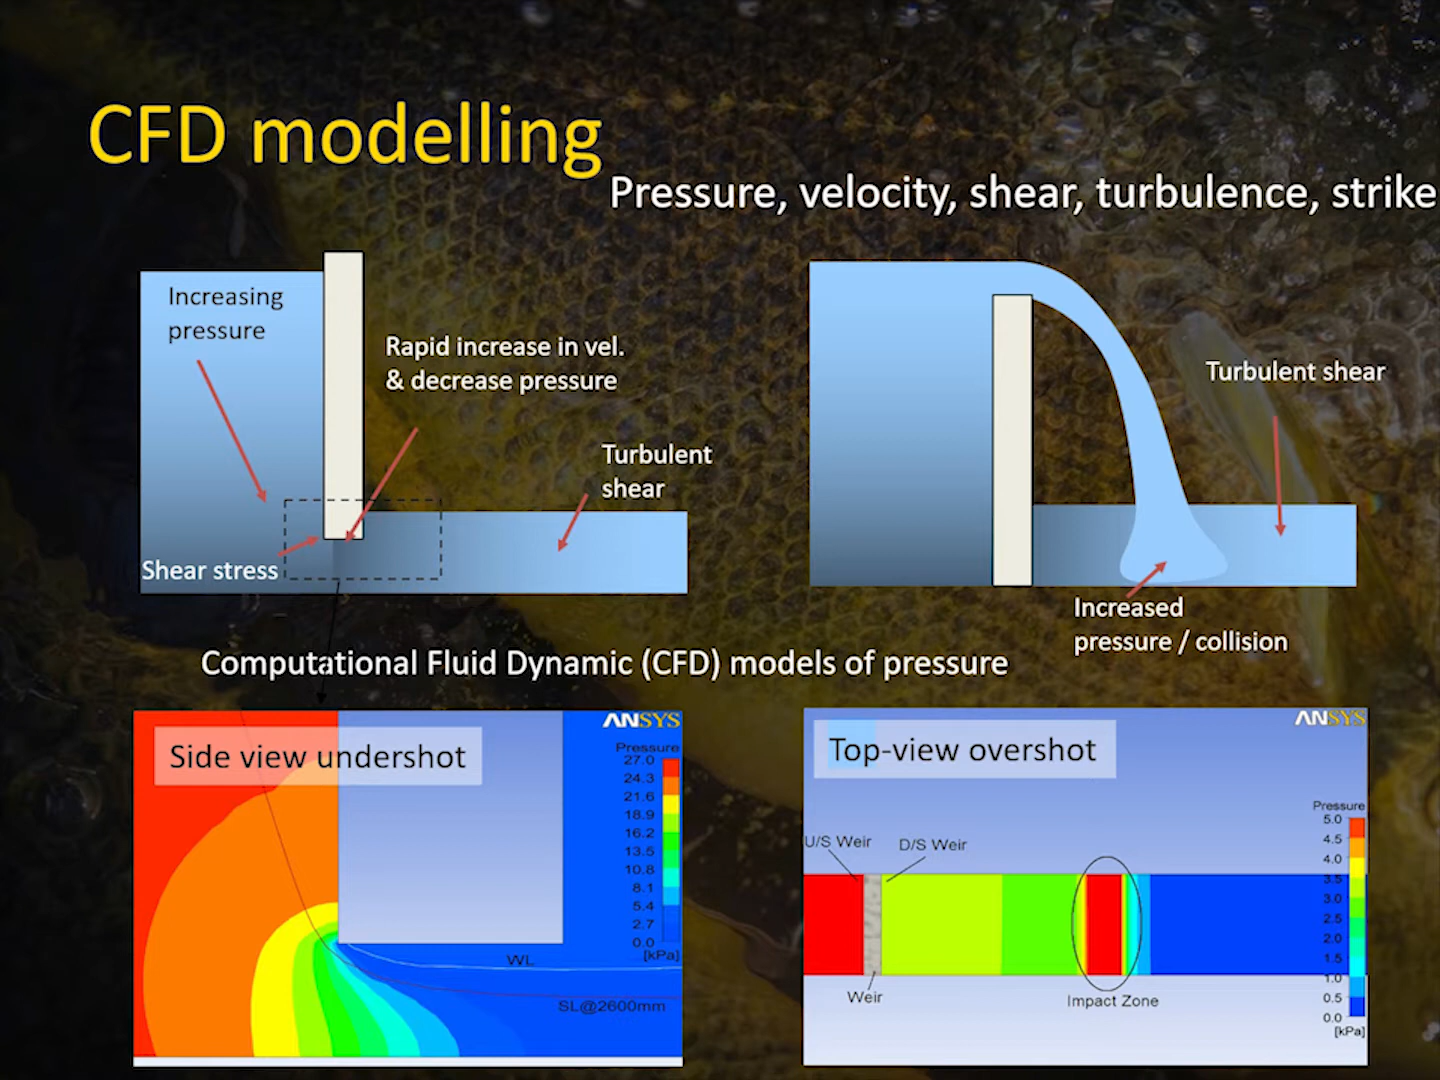 CFD modelling
Pressure, velocity, shear, turbulence, strike
Increasing
pressure
Rapid increase in vel.
& decrease pressure
Turbulent
shear
Shear stress
Turbulent shear
Increased
pressure / collision
Computational Fluid Dynamic (CFD) models of pressure
Side view undershot
ANSYS
Pressure
27.0
24.3
21.6
18.9
16.2
13.5
10.8
8.1
5.4
2.7
0.0
[kPa]
WL
SL@2600mm
Top-view overshot
ANSYS
Pressure
5.0
4.5
4.0
3.5
3.0
2.5
2.0
1.5
1.0
0.5
0.0
[kPa]
U/S Weir
D/S Weir
Weir
Impact Zone